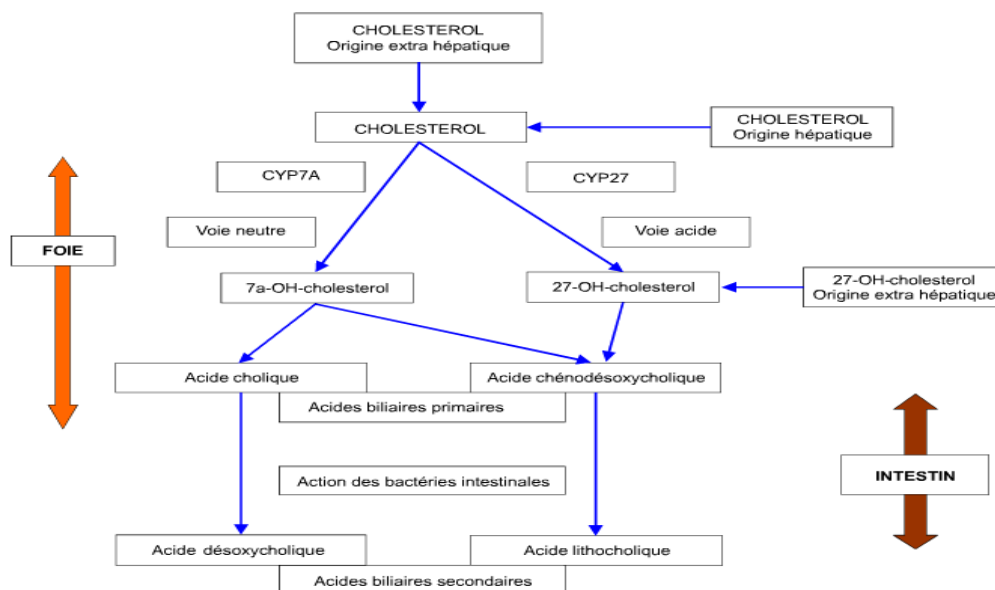 CHOLESTEROL
Origine extra hépatique
CHOLESTEROL
CHOLESTEROL
Origine hépatique
CYP7A
CYP27
Voie neutre
Voie acide
FOIE
7a-OH-cholesterol
27-OH-cholesterol
27-OH-cholesterol
Origine extra hépatique
Acide cholique
Acide chénodésoxycholique
Acides biliaires primaires
Action des bactéries intestinales
INTESTIN
Acide désoxycholique
Acide lithocholique
Acides biliaires secondaires